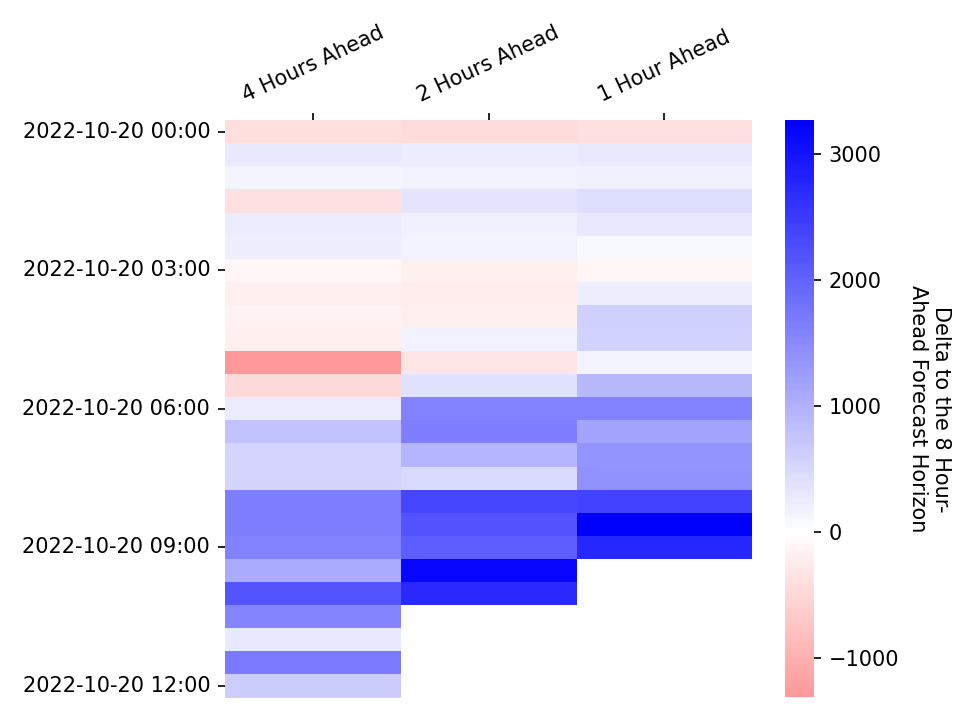 4 Hours Ahead
2 Hours Ahead
1 Hour Ahead
2022-10-20 00:00
2022-10-20 03:00
2022-10-20 06:00
2022-10-20 09:00
2022-10-20 12:00
3000
2000
1000
0
−1000
Delta to the 8 Hour-
Ahead Forecast Horizon